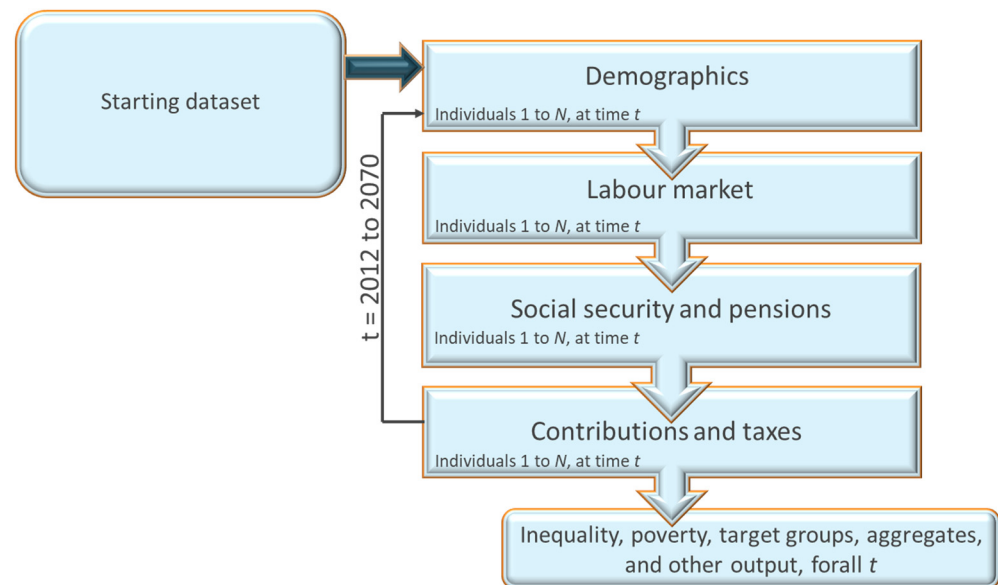 Starting dataset
Demographics
Individuals 1 to N, at time t
Labour market
Individuals 1 to N, at time t
Social security and pensions
Individuals 1 to N, at time t
Contributions and taxes
Individuals 1 to N, at time t
t = 2012 to 2070
Inequality, poverty, target groups, aggregates,
and other output, forall t